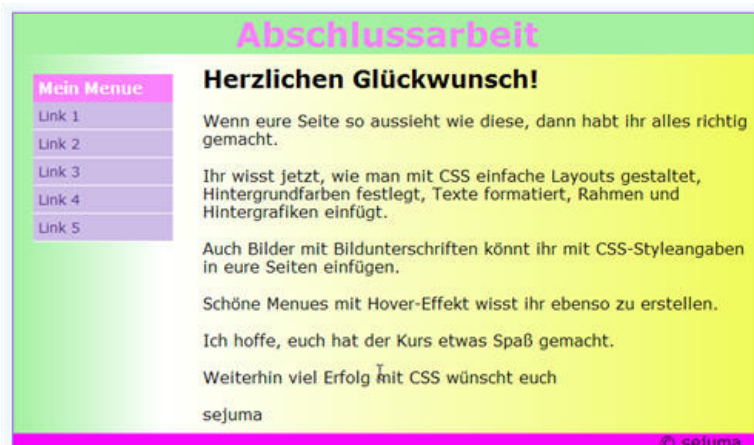 Abschlussarbeit
Mein Menue
Link 1
Link 2
Link 3
Link 4
Link 5
Herzlichen Glückwunsch!
Wenn eure Seite so aussieht wie diese, dann habt ihr alles richtig
gemacht.
Ihr wisst jetzt, wie man mit CSS einfache Layouts gestaltet,
Hintergrundfarben festlegt, Texte formatiert, Rahmen und
Hintergrafiken einfügt.
Auch Bilder mit Bildunterschriften könnt ihr mit CSS-Styleangaben
in eure Seiten einfügen.
Schöne Menues mit Hover-Effekt wisst ihr ebenso zu erstellen.
Ich hoffe, euch hat der Kurs etwas Spaß gemacht.
Weiterhin viel Erfolg mit CSS wünscht euch
sejuma
© sejuma